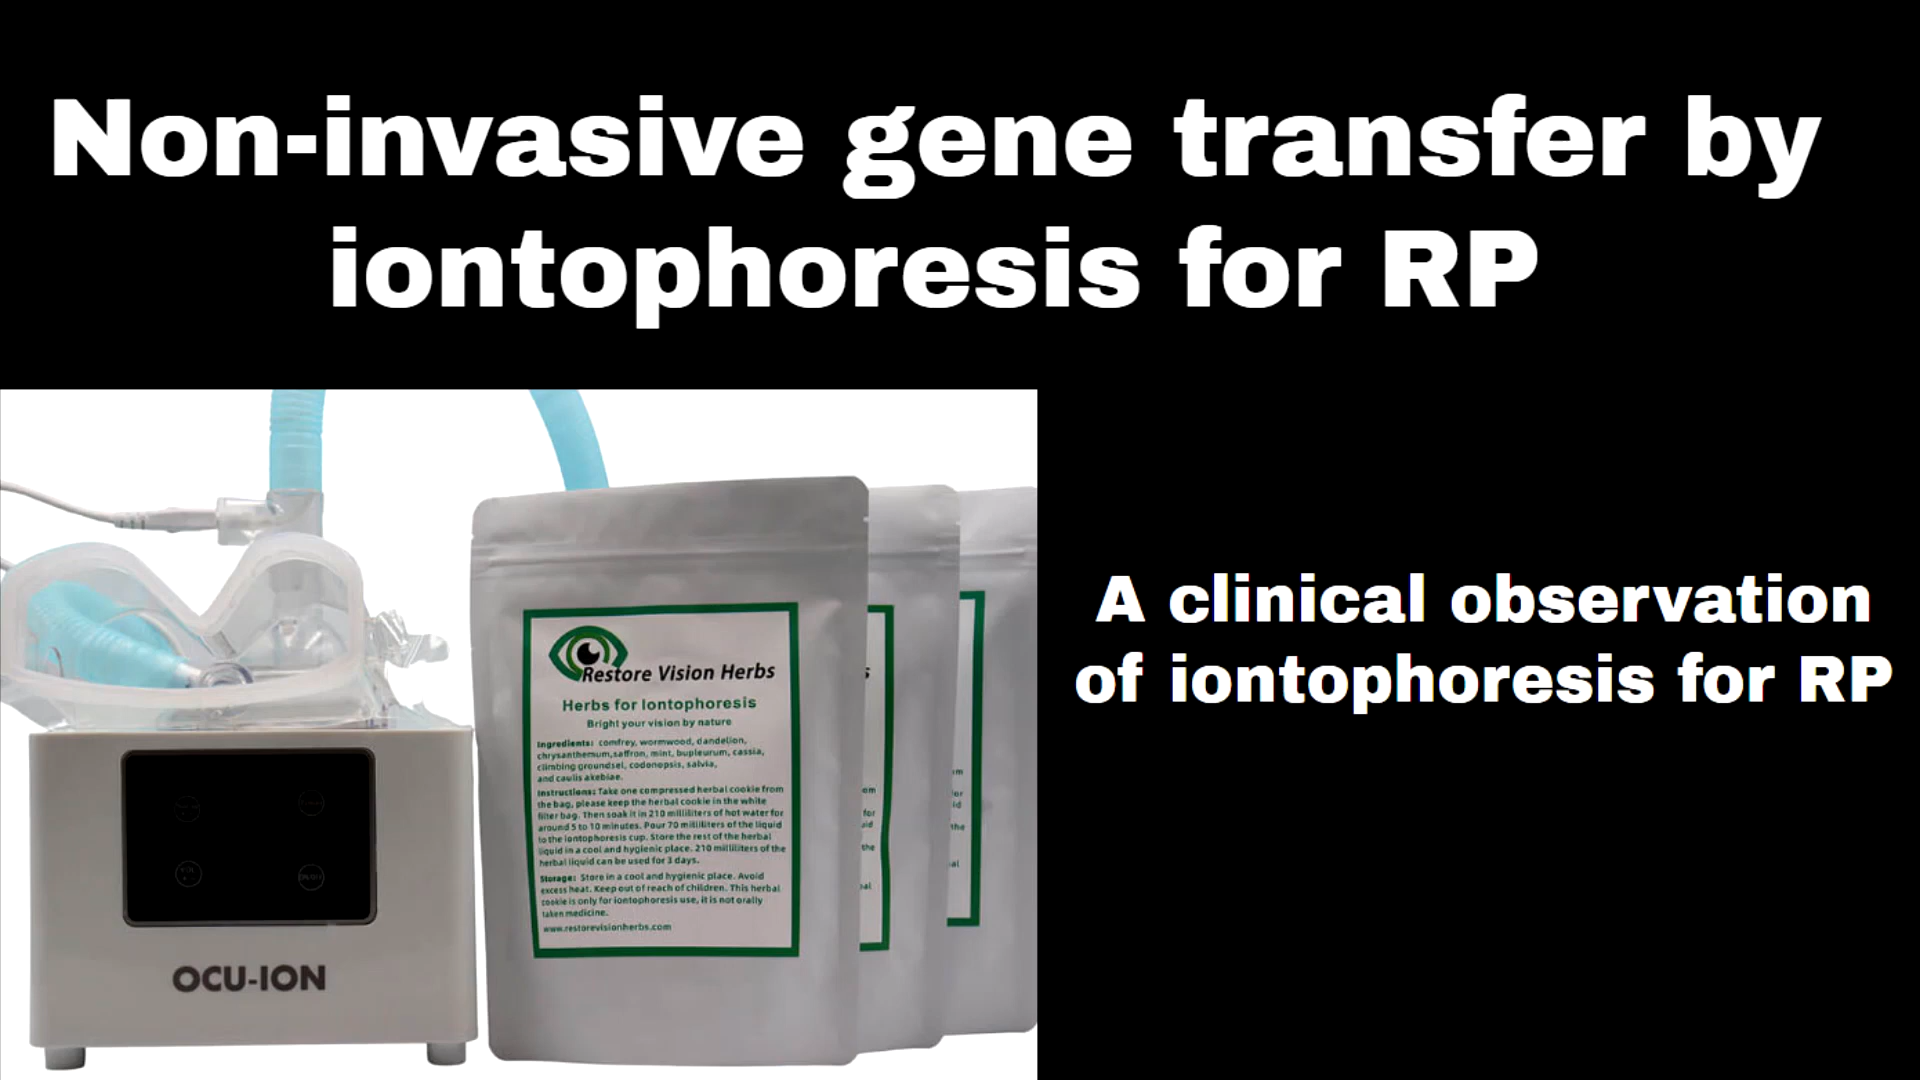 Non-invasive gene transfer by
iontophoresis for RP
A clinical observation
of iontophoresis for RP
Restore Vision Herbs
Herbs for Iontophoresis
Bright your vision by nature
Ingredients: comfrey, wormwood, dandelion,
chrysanthemum,saffron, mint, bupleurum, cassia,
climbing groundsel, codonopsis, salvia,
and caulis akebiae.
Instructions: Take one compressed herbal cookie from
the bag, please keep the herbal cookie in the white
filter bag. Then soak it in 210 milliliters of hot water for
around 5 to 10 minutes. Pour 70 milliliters of the liquid
to the iontophoresis cup. Store the rest of the herbal
liquid in a cool and hygienic place. 210 milliliters of the
herbal liquid can be used for 3 days.
Storage: Store in a cool and hygienic place. Avoid
excess heat. Keep out of reach of children. This herbal
cookie is only for iontophoresis use, it is not orally
taken medicine.
www.restorevisionherbs.com
OCU-ION